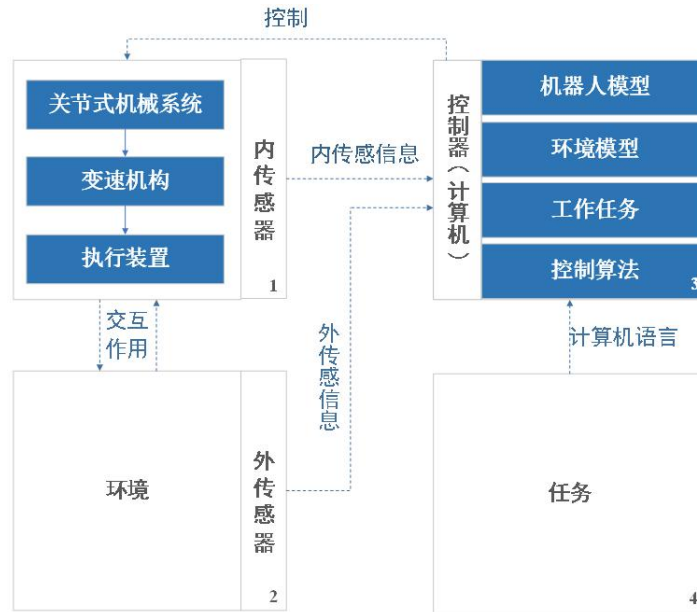 控制
关节式机械系统
变速机构
执行装置
内传感器
1
内传感信息
控制器（计算机）
机器人模型
环境模型
工作任务
控制算法
3
交互
作用
外传感信息
计算机语言
环境
外传感器
2
任务
4